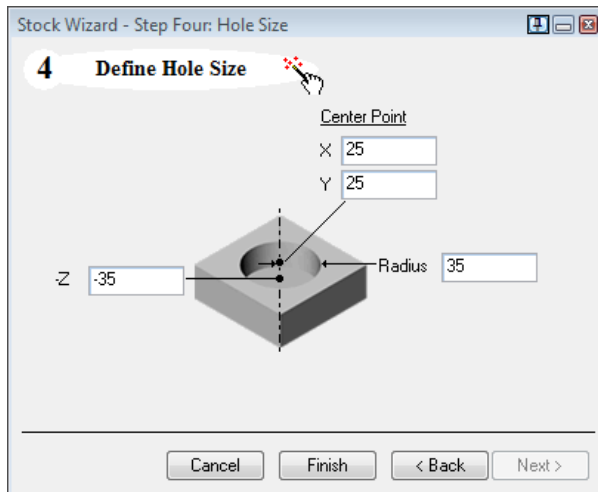 Stock Wizard - Step Four: Hole Size
4 Define Hole Size
Center Point
X 25
Y 25
-Z -35
Radius 35
Cancel Finish < Back Next >